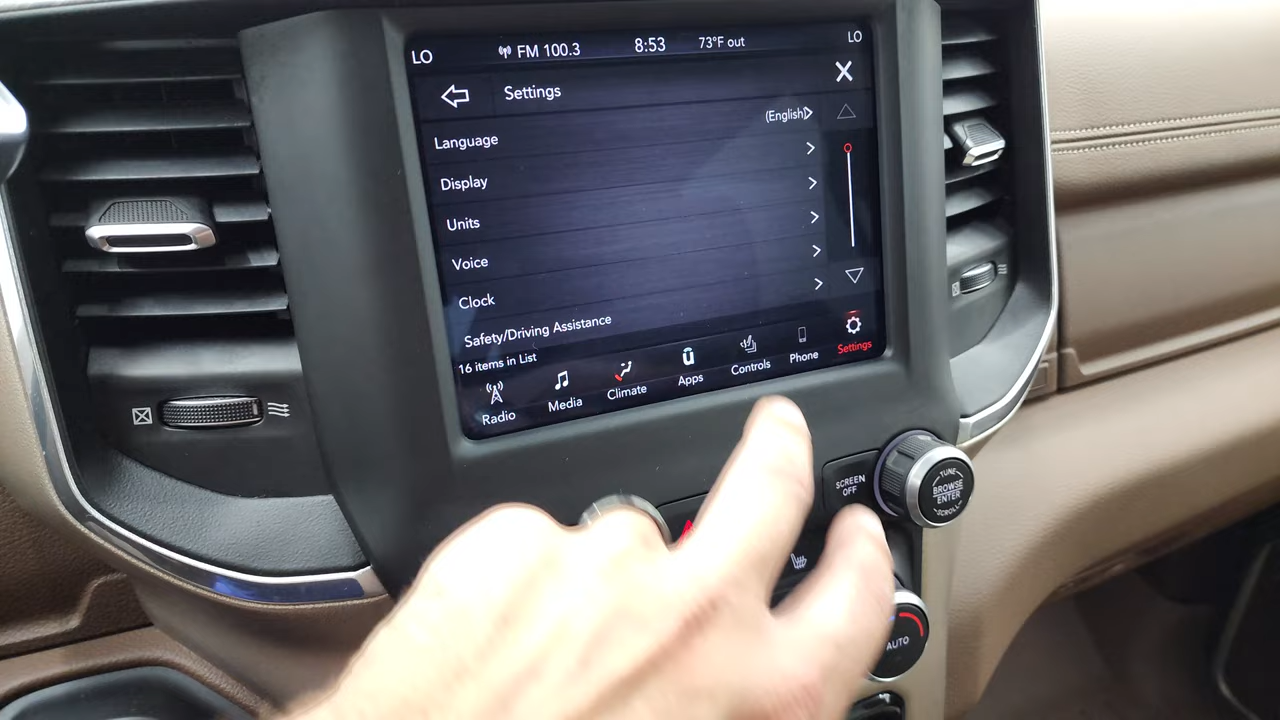 LO FM 100.3 8:53 73°F out LO
Settings
(English)
Language
Display
Units
Voice
Clock
Safety/Driving Assistance
16 items in List
Radio Media Climate Apps Controls Phone Settings
SCREEN
OFF
TUNE
BROWSE
ENTER
SCROLL
AUTO